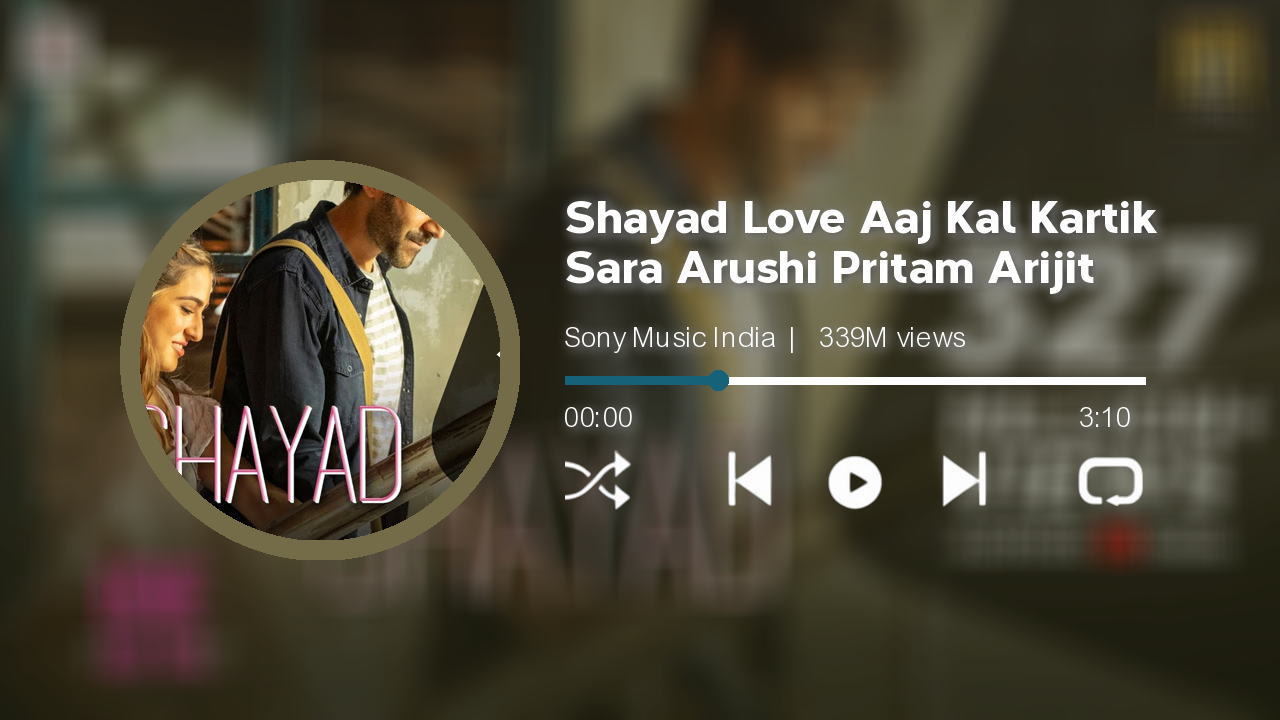 Shayad Love Aaj Kal Kartik
Sara Arushi Pritam Arijit
Sony Music India | 339M views
00:00
3:10
SHAYAD
327